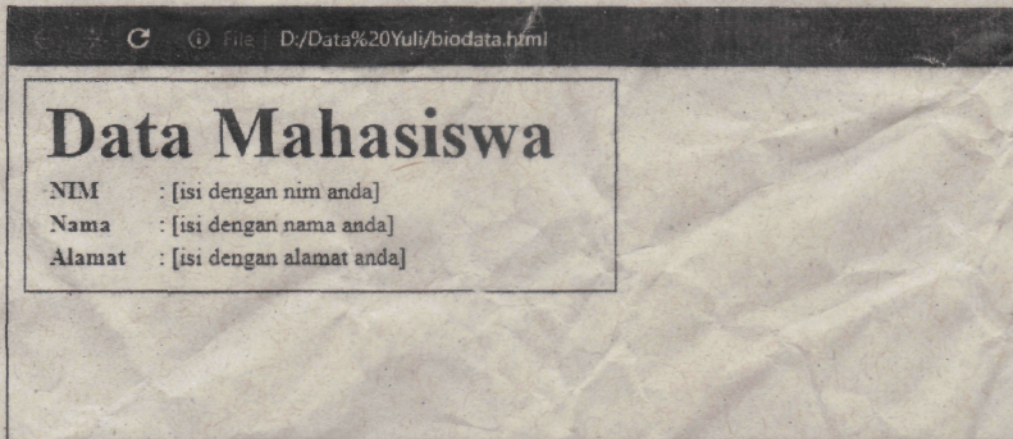 File D:/Data%20Yuli/biodata.html
Data Mahasiswa
NIM : [isi dengan nim anda]
Nama : [isi dengan nama anda]
Alamat : [isi dengan alamat anda]